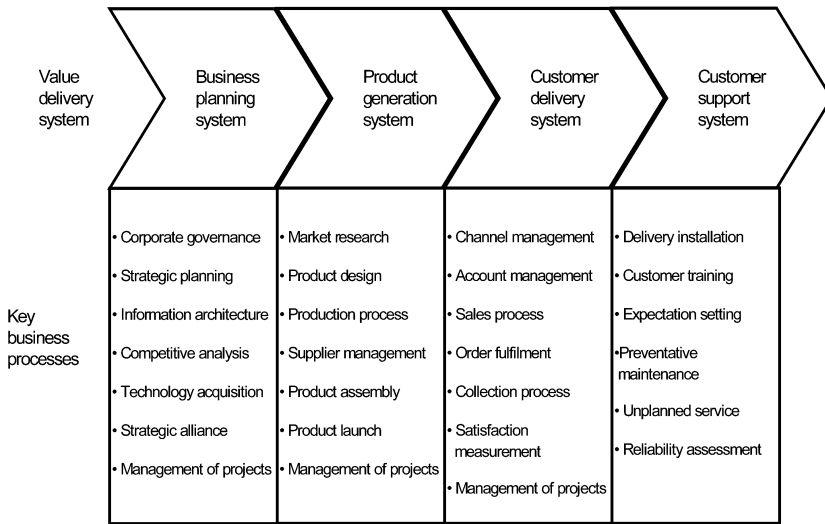 Value
delivery
system
Business
planning
system
Product
generation
system
Customer
delivery
system
Customer
support
system
Key
business
processes
• Corporate governance
• Strategic planning
• Information architecture
• Competitive analysis
• Technology acquisition
• Strategic alliance
• Management of projects
• Market research
• Product design
• Production process
• Supplier management
• Product assembly
• Product launch
• Management of projects
• Channel management
• Account management
• Sales process
• Order fulfilment
• Collection process
• Satisfaction
measurement
• Management of projects
• Delivery installation
• Customer training
• Expectation setting
•Preventative
maintenance
• Unplanned service
• Reliability assessment